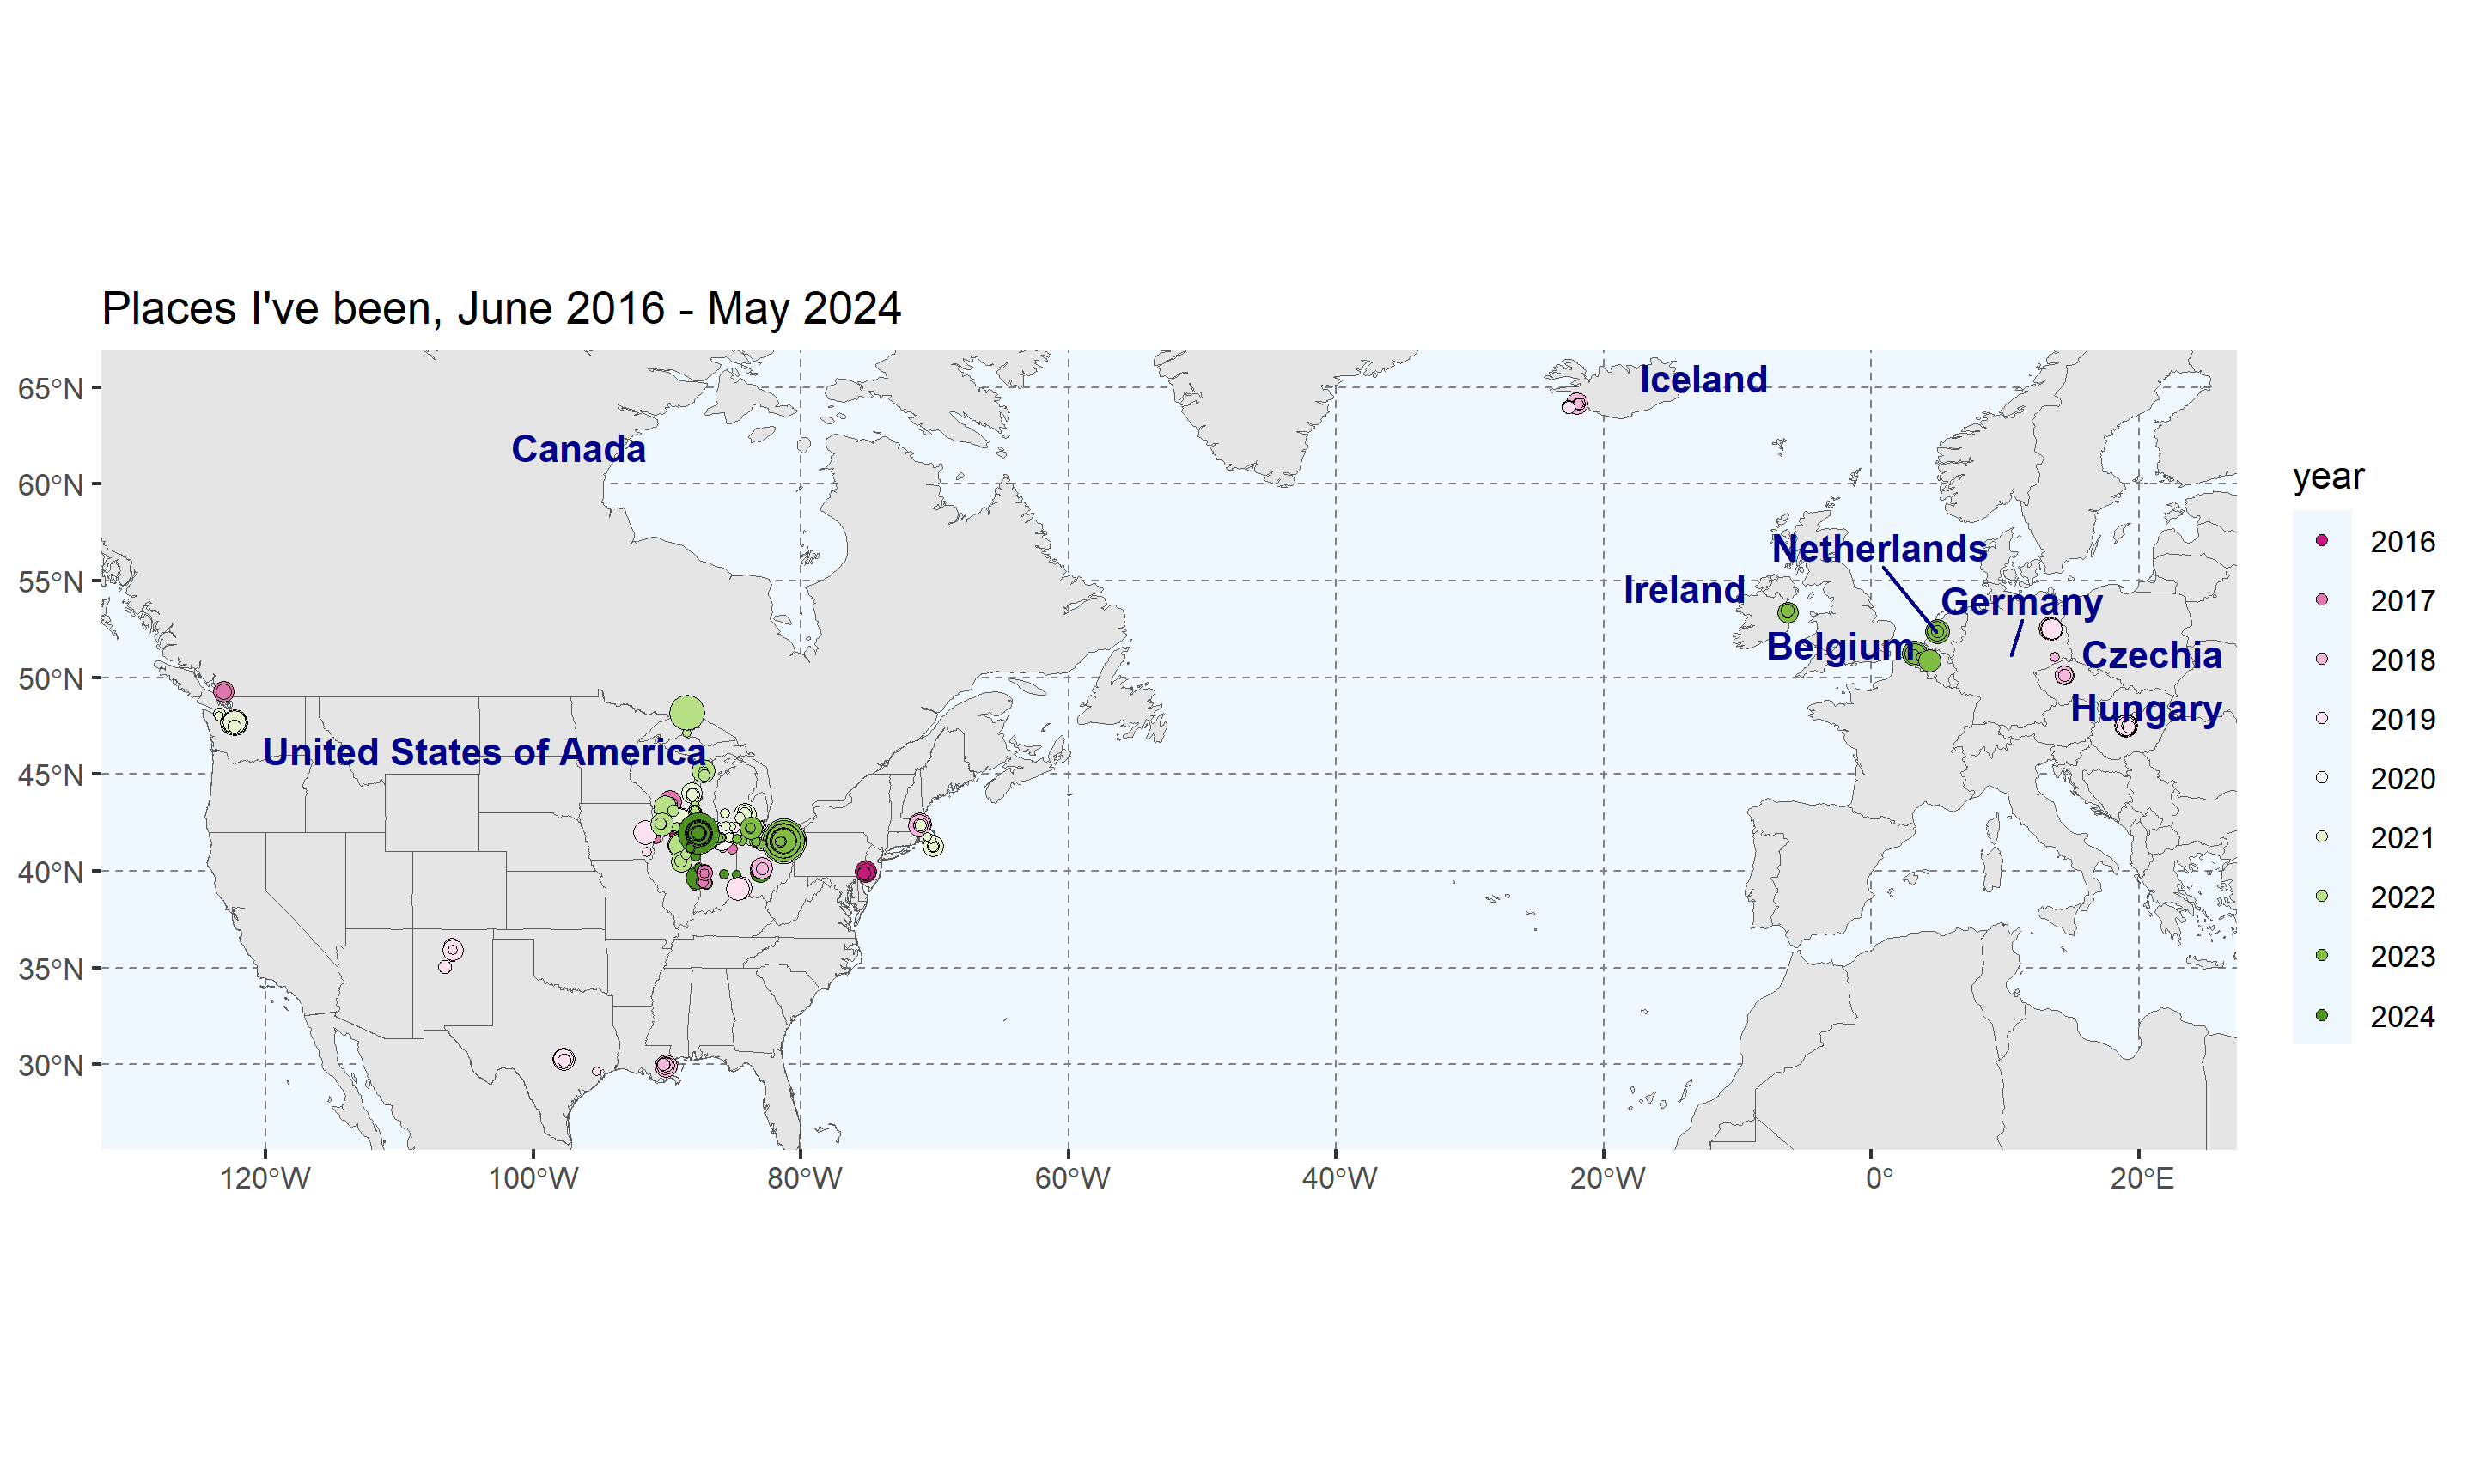 Places I've been, June 2016 - May 2024
65°N
60°N
55°N
50°N
45°N
40°N
35°N
30°N
Iceland
Canada
Netherlands
Ireland
Germany
Belgium
Czechia
Hungary
United States of America
120°W
100°W
80°W
60°W
40°W
20°W
0°
20°E
year
2016
2017
2018
2019
2020
2021
2022
2023
2024